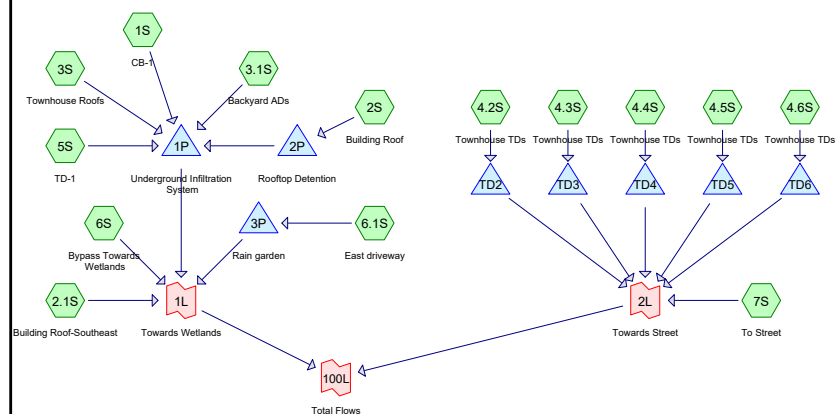 1S
CB-1
3S
Townhouse Roofs
3.1S
Backyard ADs
2S
Building Roof
5S
TD-1
1P
Underground Infiltration
System
2P
Rooftop Detention
4.2S
Townhouse TDs
4.3S
Townhouse TDs
4.4S
Townhouse TDs
4.5S
Townhouse TDs
4.6S
Townhouse TDs
TD2
TD3
TD4
TD5
TD6
6S
Bypass Towards
Wetlands
3P
Rain garden
6.1S
East driveway
2.1S
Building Roof-Southeast
1L
Towards Wetlands
2L
Towards Street
7S
To Street
100L
Total Flows